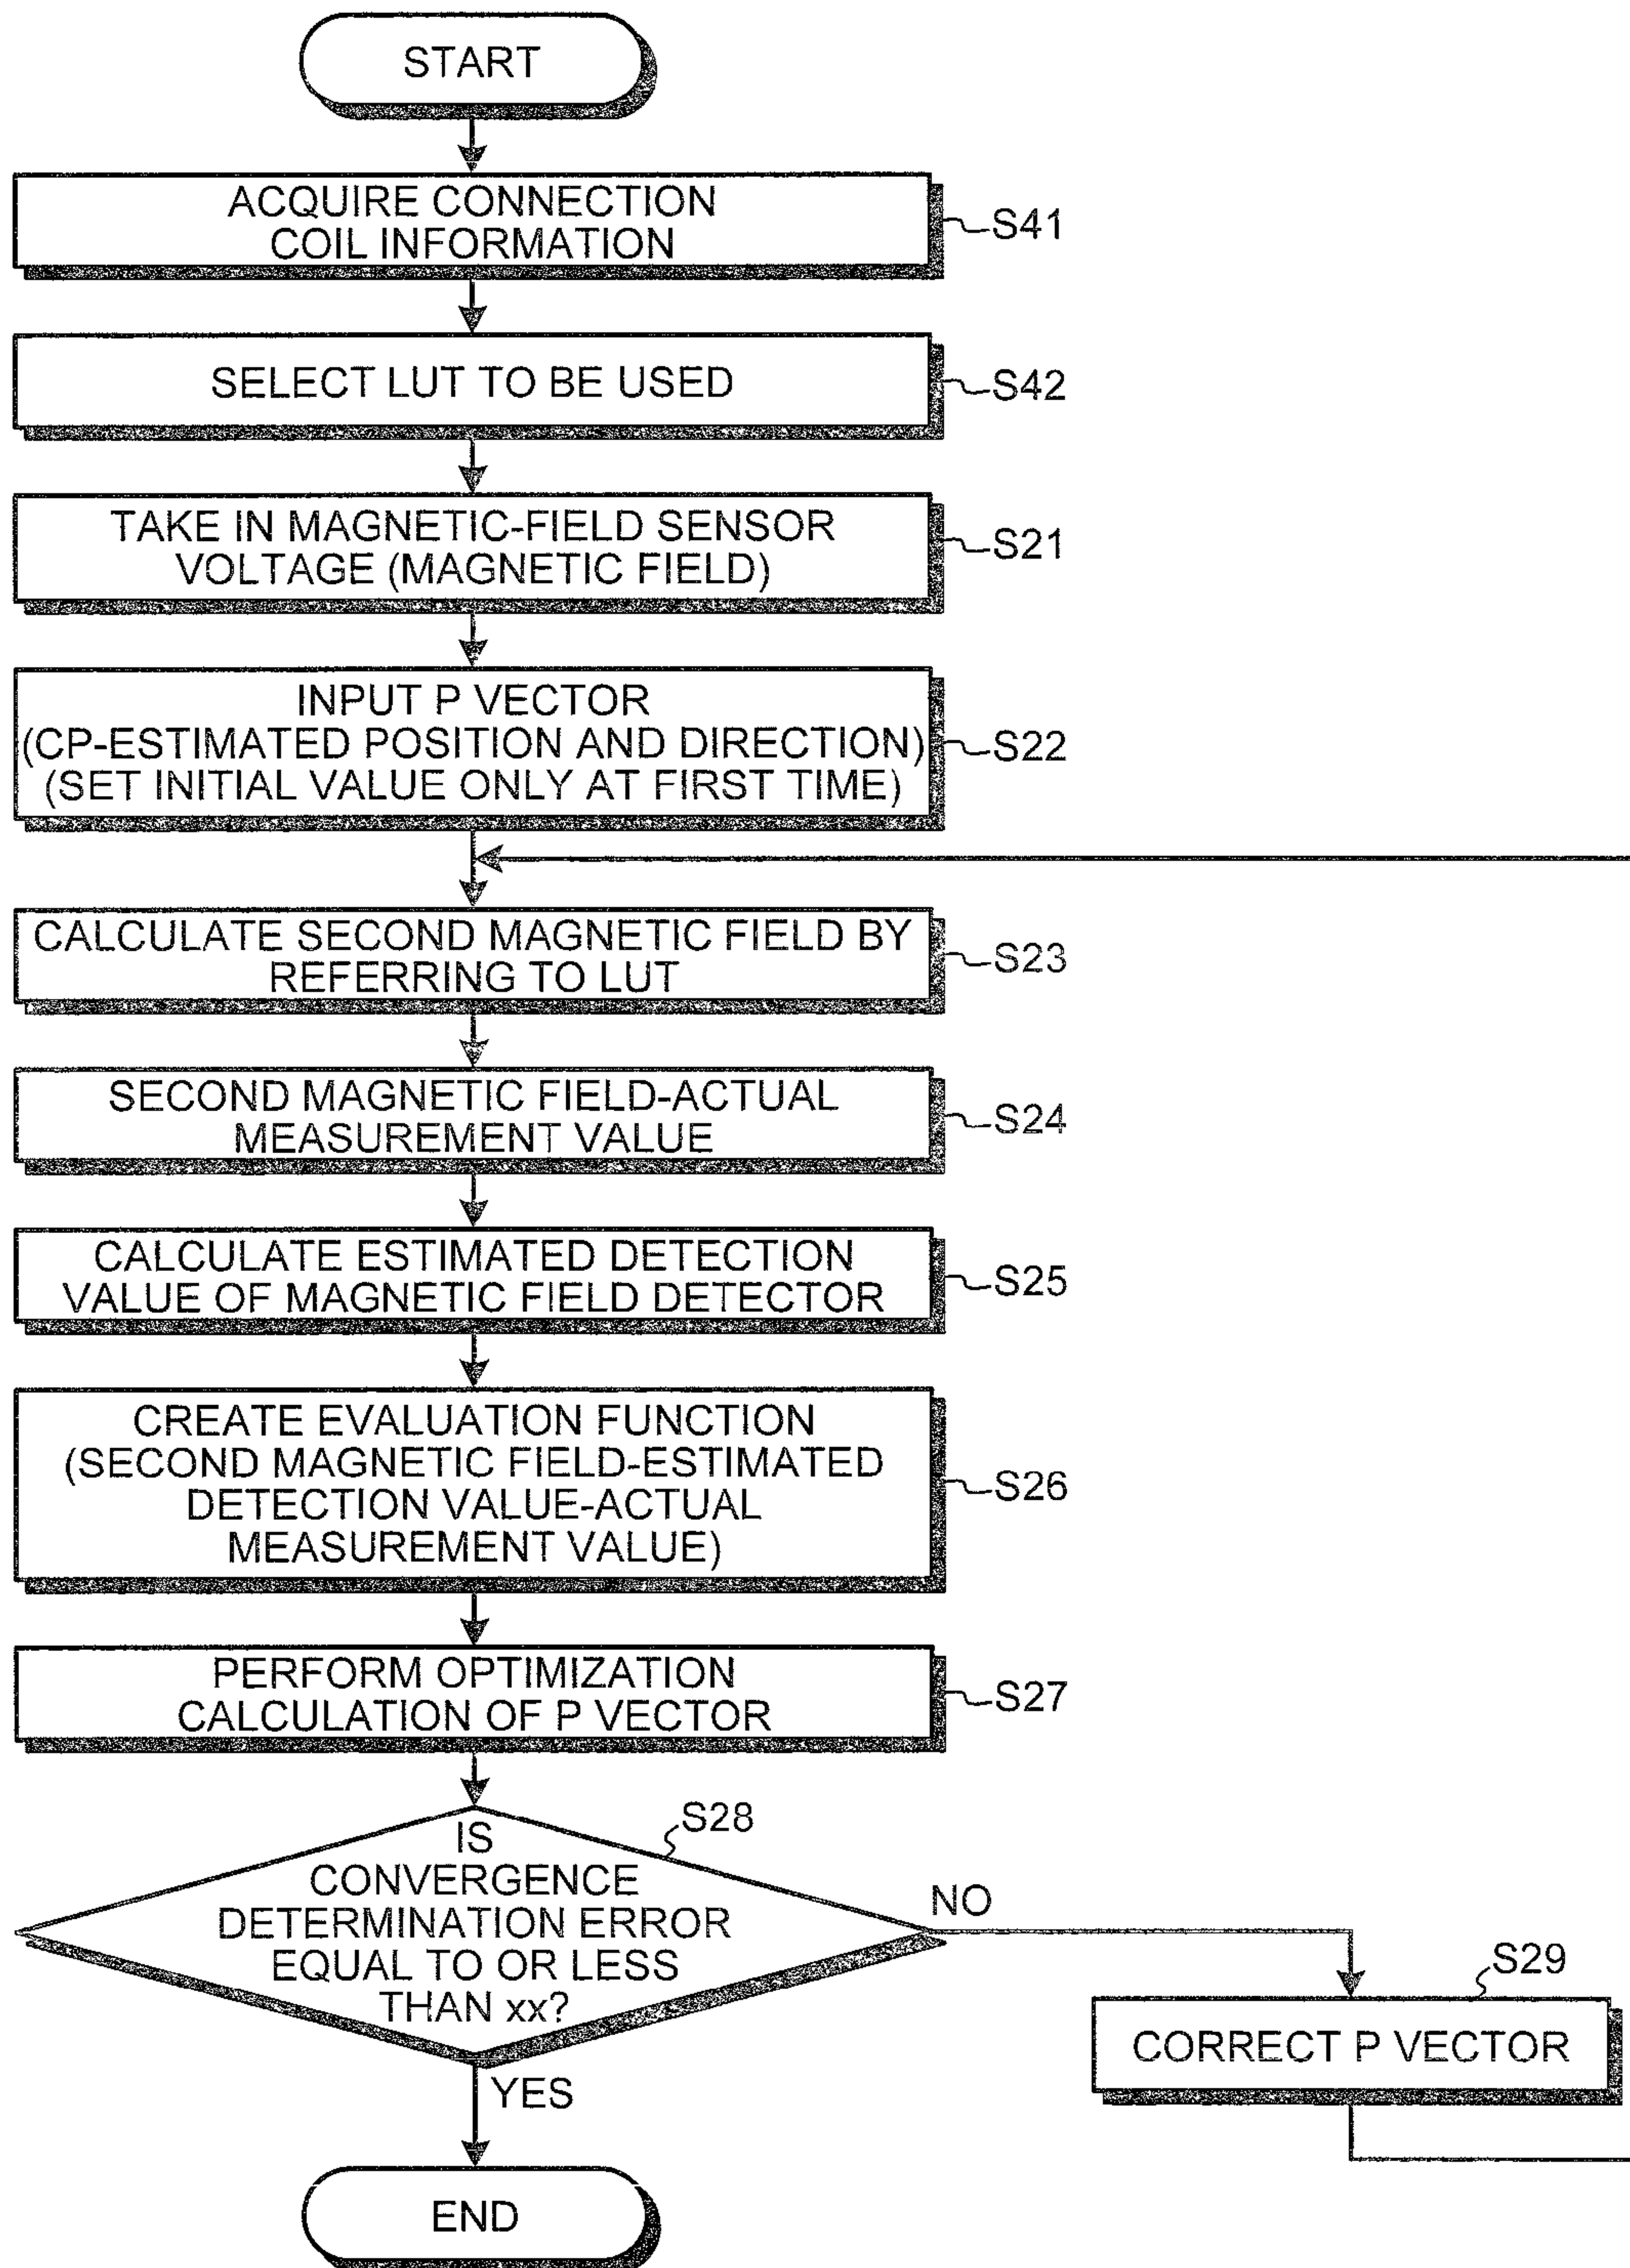 START
ACQUIRE CONNECTION
COIL INFORMATION
S41
SELECT LUT TO BE USED
S42
TAKE IN MAGNETIC-FIELD SENSOR
VOLTAGE (MAGNETIC FIELD)
S21
INPUT P VECTOR
(CP-ESTIMATED POSITION AND DIRECTION)
(SET INITIAL VALUE ONLY AT FIRST TIME)
S22
CALCULATE SECOND MAGNETIC FIELD BY
REFERRING TO LUT
S23
SECOND MAGNETIC FIELD-ACTUAL
MEASUREMENT VALUE
S24
CALCULATE ESTIMATED DETECTION
VALUE OF MAGNETIC FIELD DETECTOR
S25
CREATE EVALUATION FUNCTION
(SECOND MAGNETIC FIELD-ESTIMATED
DETECTION VALUE-ACTUAL
MEASUREMENT VALUE)
S26
PERFORM OPTIMIZATION
CALCULATION OF P VECTOR
S27
IS
CONVERGENCE
DETERMINATION ERROR
EQUAL TO OR LESS
THAN xx?
S28
NO
S29
CORRECT P VECTOR
YES
END